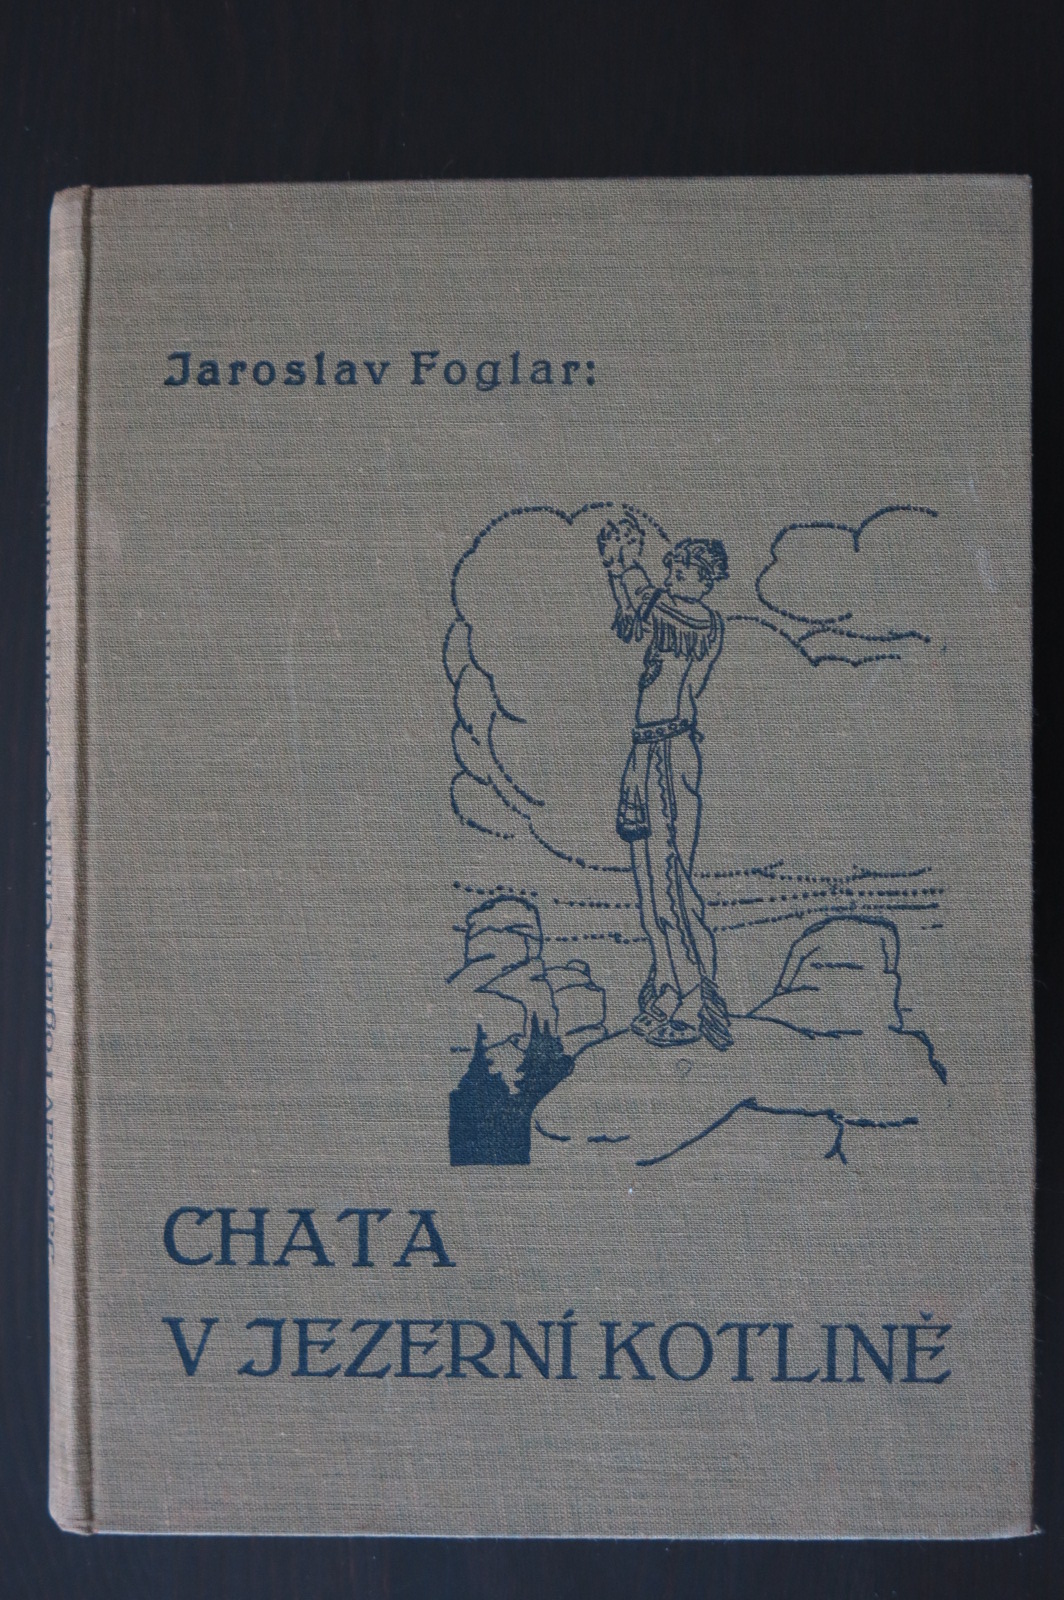 Jaroslav Foglar:
CHATA
V JEZERNÍ KOTLINĚ